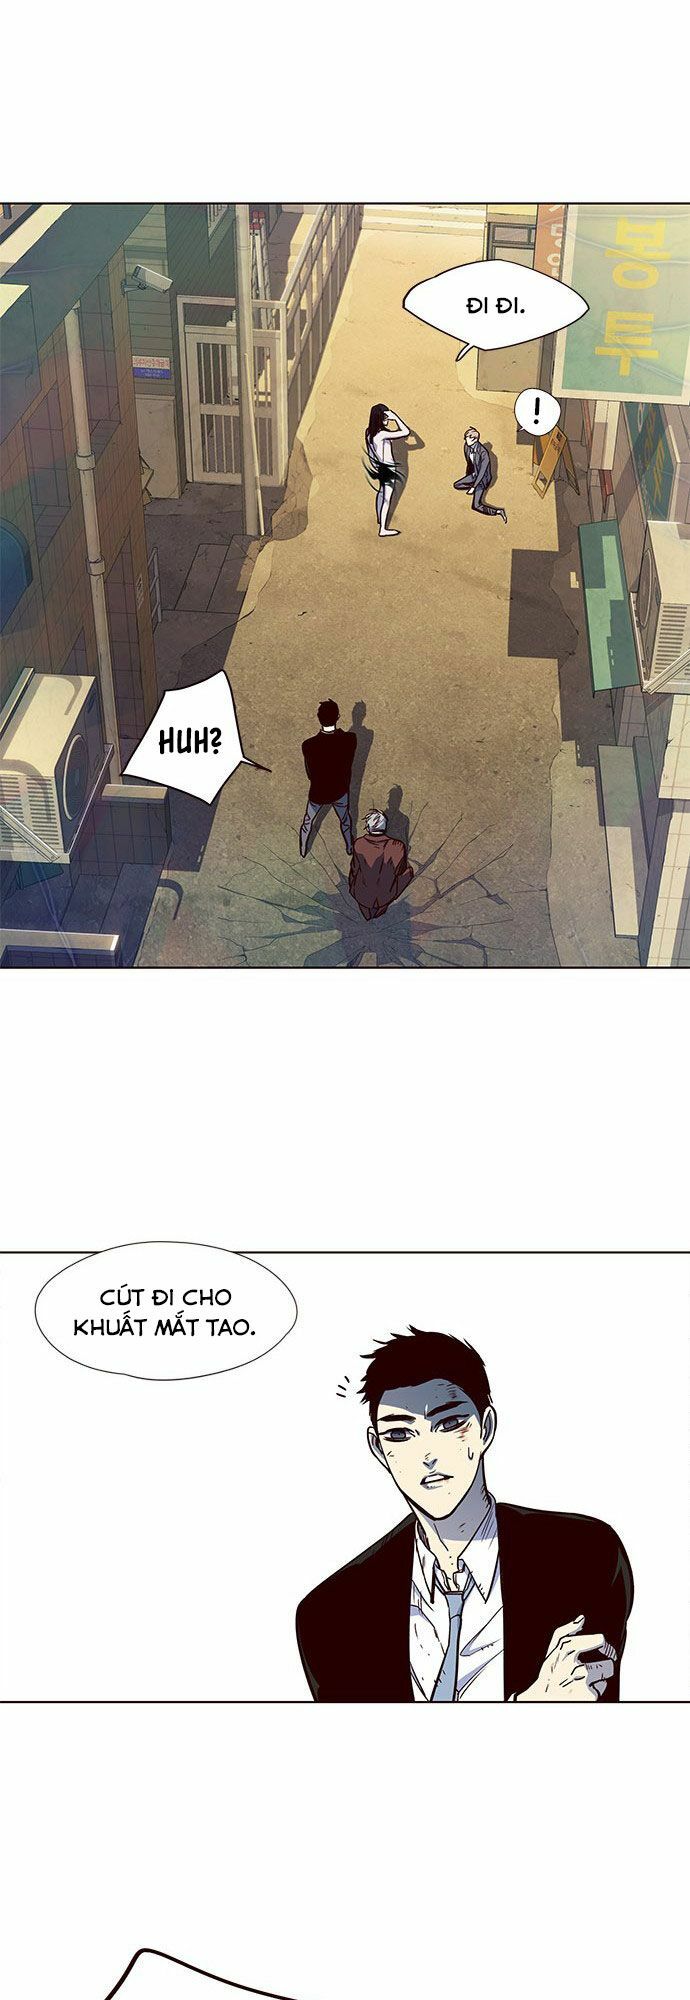 ĐI ĐI.
봉투
!
HUH?
CÚT ĐI CHO
KHUẤT MẮT TAO.